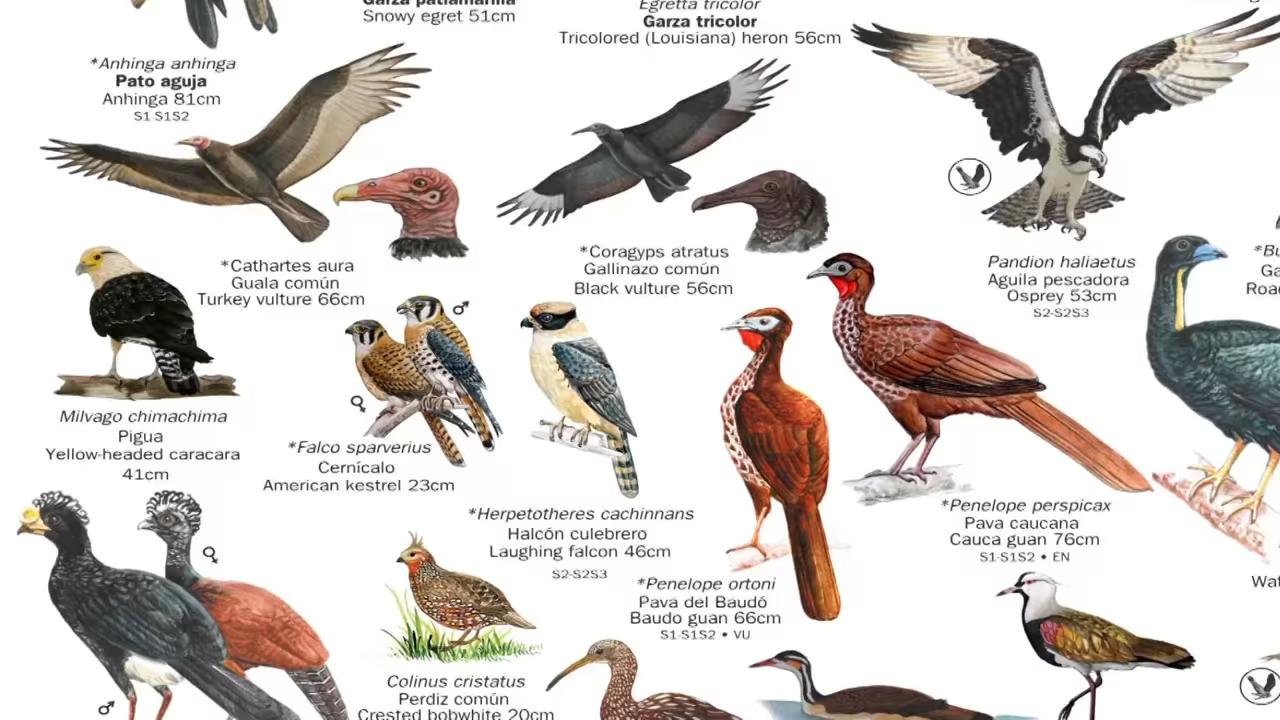 Garza patiamarilla
Snowy egret 51cm
Egretta tricolor
Garza tricolor
Tricolored (Louisiana) heron 56cm
*Anhinga anhinga
Pato aguja
Anhinga 81cm
S1 S1S2
*Cathartes aura
Guala común
Turkey vulture 66cm
*Coragyps atratus
Gallinazo común
Black vulture 56cm
Pandion haliaetus
Aguila pescadora
Osprey 53cm
S2-S2S3
Milvago chimachima
Pigua
Yellow-headed caracara
41cm
♂
♀
*Falco sparverius
Cernícalo
American kestrel 23cm
*Herpetotheres cachinnans
Halcón culebrero
Laughing falcon 46cm
S2-S2S3
*Penelope perspicax
Pava caucana
Cauca guan 76cm
S1-S1S2 • EN
*Penelope ortoni
Pava del Baudó
Baudo guan 66cm
S1-S1S2 • VU
♀
♂
Colinus cristatus
Perdiz común
Crested bobwhite 20cm